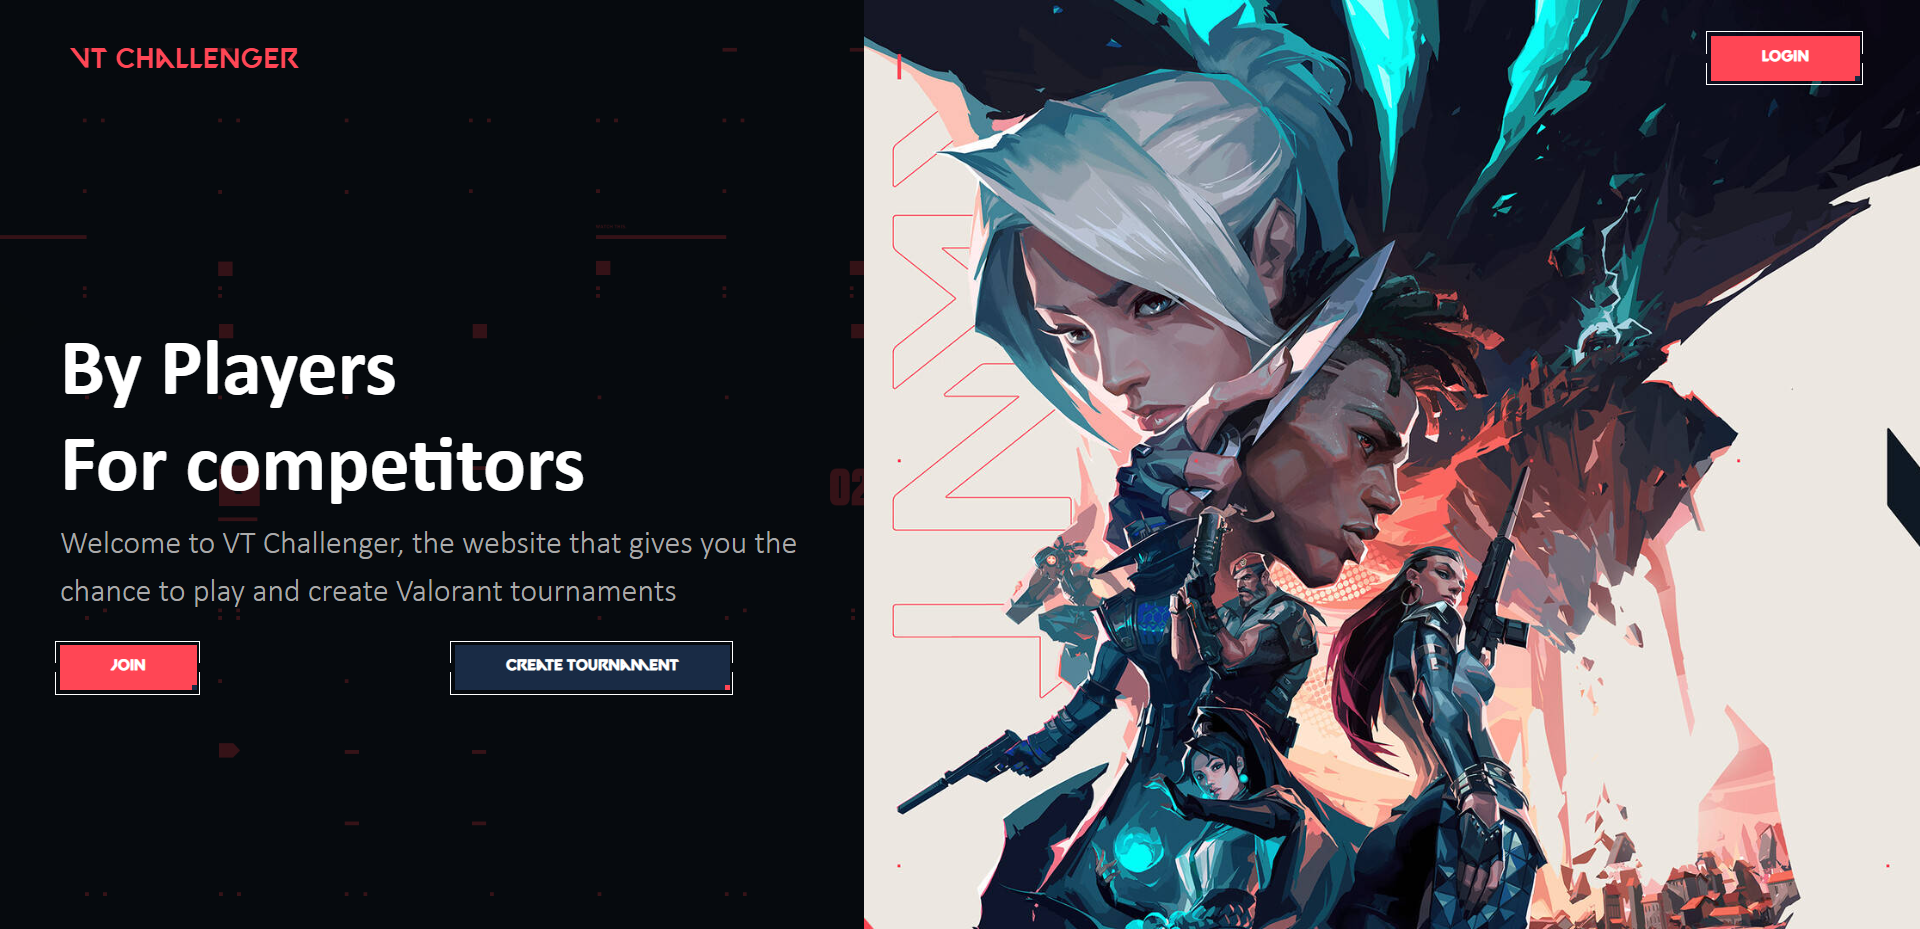 VT CHALLENGER
LOGIN
By Players
For competitors
02
Welcome to VT Challenger, the website that gives you the
chance to play and create Valorant tournaments
JOIN
CREATE TOURNAMENT